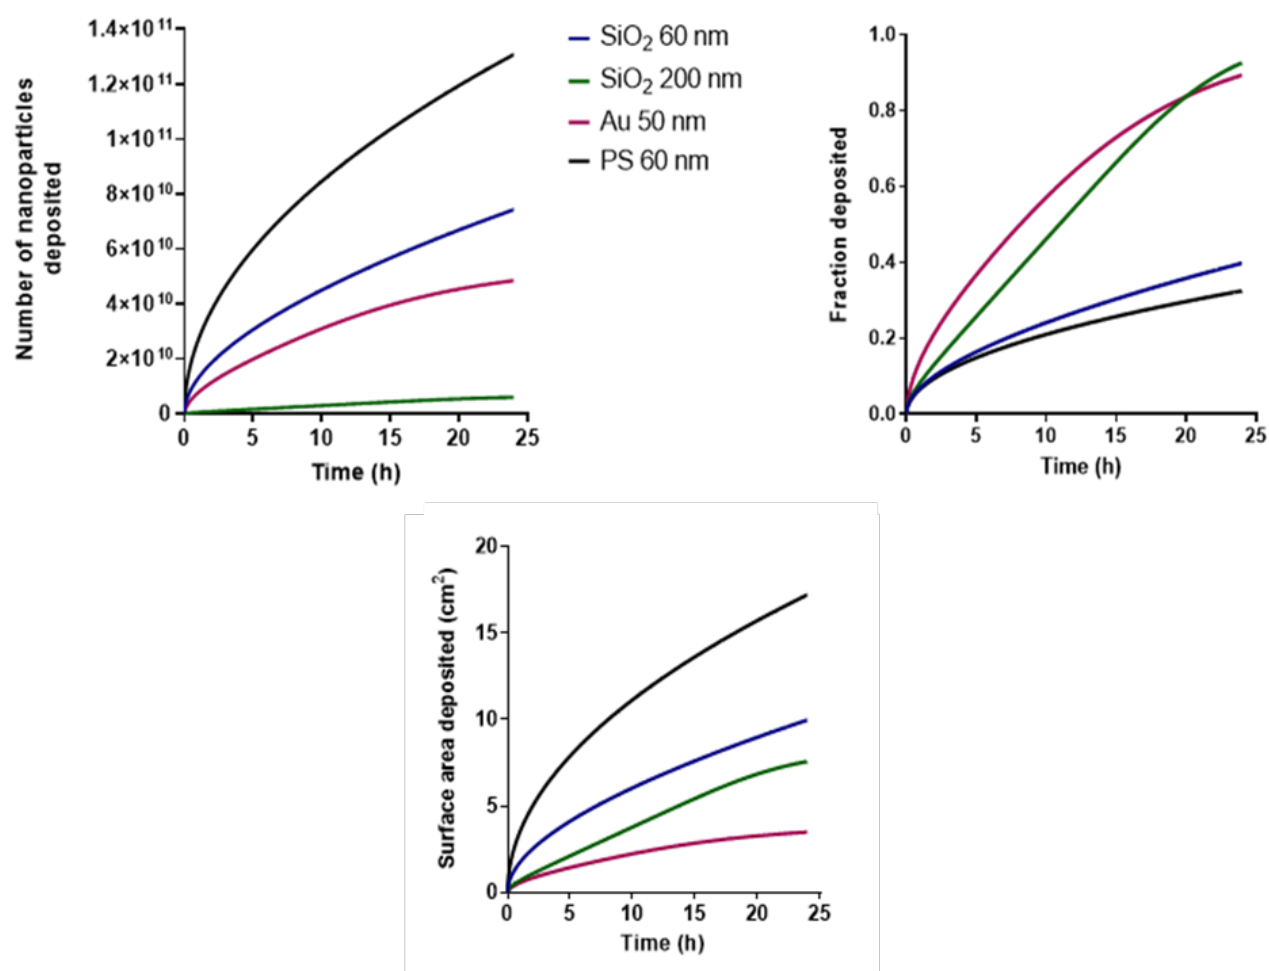 Number of nanoparticles
deposited
1.4×10¹¹
1.2×10¹¹
1×10¹¹
8×10¹⁰
6×10¹⁰
4×10¹⁰
2×10¹⁰
0
0 5 10 15 20 25
Time (h)
SiO₂ 60 nm
SiO₂ 200 nm
Au 50 nm
PS 60 nm
Fraction deposited
1.0
0.8
0.6
0.4
0.2
0.0
0 5 10 15 20 25
Time (h)
Surface area deposited (cm²)
20
15
10
5
0
0 5 10 15 20 25
Time (h)